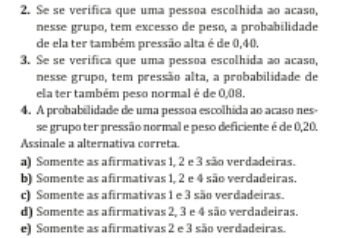 2. Se se verifica que uma pessoa escolhida ao acaso,
nesse grupo, tem excesso de peso, a probabilidade
de ela ter também pressão alta é de 0,40.
3. Se se verifica que uma pessoa escolhida ao acaso,
nesse grupo, tem pressão alta, a probabilidade de
ela ter também peso normal é de 0,08.
4. A probabilidade de uma pessoa escolhida ao acaso nes-
se grupo ter pressão normal e peso deficiente é de 0,20.
Assinale a alternativa correta.
a) Somente as afirmativas 1, 2 e 3 são verdadeiras.
b) Somente as afirmativas 1, 2 e 4 são verdadeiras.
c) Somente as afirmativas 1 e 3 são verdadeiras.
d) Somente as afirmativas 2, 3 e 4 são verdadeiras.
e) Somente as afirmativas 2 e 3 são verdadeiras.